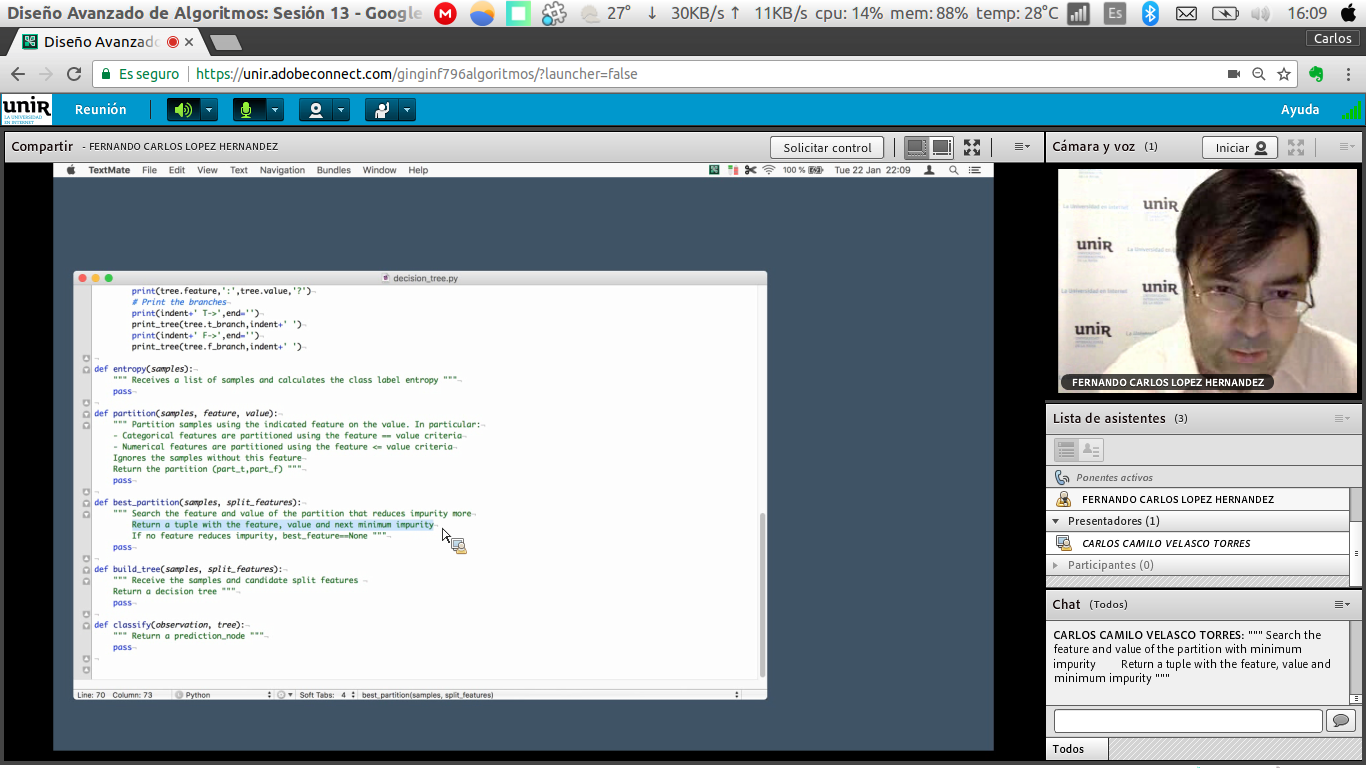 Diseño Avanzado de Algoritmos: Sesión 13 - Google
27° ↓ 30KB/s ↑ 11KB/s cpu: 14% mem: 88% temp: 28°C
Es
16:09
Diseño Avanzado
Carlos
Es seguro
https://unir.adobeconnect.com/ginginf796algoritmos/?launcher=false
unir
LA UNIVERSIDAD EN INTERNET
Reunión
Ayuda
Compartir - FERNANDO CARLOS LOPEZ HERNANDEZ
Solicitar control
TextMate File Edit View Text Navigation Bundles Window Help
100 %
Tue 22 Jan 22:09
decision_tree.py
print(tree.feature,':',tree.value,'?')
# Print the branches
print(indent+' T->',end='')
print_tree(tree.t_branch,indent+' ')
print(indent+' F->',end='')
print_tree(tree.f_branch,indent+' ')
def entropy(samples):
""" Receives a list of samples and calculates the class label entropy """
pass
def partition(samples, feature, value):
""" Partition samples using the indicated feature on the value. In particular:
- Categorical features are partitioned using the feature == value criteria
- Numerical features are partitioned using the feature <= value criteria
Ignores the samples without this feature
Return the partition (part_t,part_f) """
pass
def best_partition(samples, split_features):
""" Search the feature and value of the partition that reduces impurity more
Return a tuple with the feature, value and next minimum impurity
If no feature reduces impurity, best_feature==None """
pass
def build_tree(samples, split_features):
""" Receive the samples and candidate split features
Return a decision tree """
pass
def classify(observation, tree):
""" Return a prediction_node """
pass
Line: 70 Column: 73
Python
Soft Tabs: 4
best_partition(samples, split_features)
Cámara y voz (1)
Iniciar
unir
unir
unir
unir
FERNANDO CARLOS LOPEZ HERNANDEZ
Lista de asistentes (3)
Ponentes activos
FERNANDO CARLOS LOPEZ HERNANDEZ
Presentadores (1)
CARLOS CAMILO VELASCO TORRES
Participantes (0)
Chat (Todos)
CARLOS CAMILO VELASCO TORRES: """ Search the
feature and value of the partition with minimum
impurity Return a tuple with the feature, value and
minimum impurity """
Todos